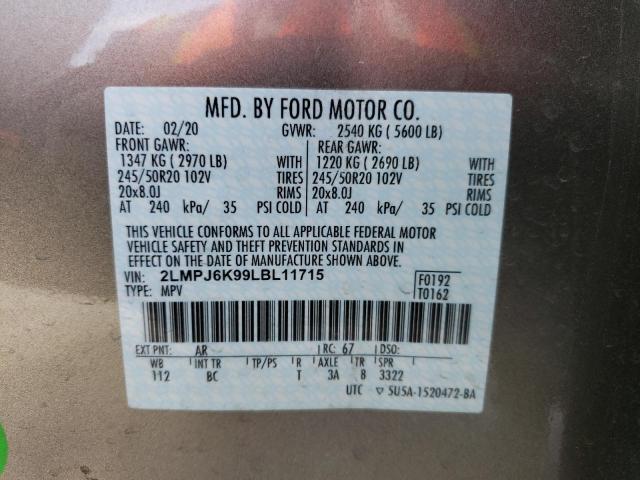 MFD. BY FORD MOTOR CO.
DATE: 02/20 GVWR: 2540 KG ( 5600 LB)
FRONT GAWR: REAR GAWR:
1347 KG ( 2970 LB) WITH 1220 KG ( 2690 LB) WITH
245/50R20 102V TIRES 245/50R20 102V TIRES
20x8.0J RIMS 20x8.0J RIMS
AT 240 kPa/ 35 PSI COLD AT 240 kPa/ 35 PSI COLD
THIS VEHICLE CONFORMS TO ALL APPLICABLE FEDERAL MOTOR
VEHICLE SAFETY AND THEFT PREVENTION STANDARDS IN
EFFECT ON THE DATE OF MANUFACTURE SHOWN ABOVE.
VIN: 2LMPJ6K99LBL11715 F0192
TYPE: MPV T0162
EXT PNT: AR RC: 67 DSO:
WB INT TR TP/PS R AXLE TR SPR
112 BC T 3A 8 3322
UTC ▽ 5U5A-1520472-BA